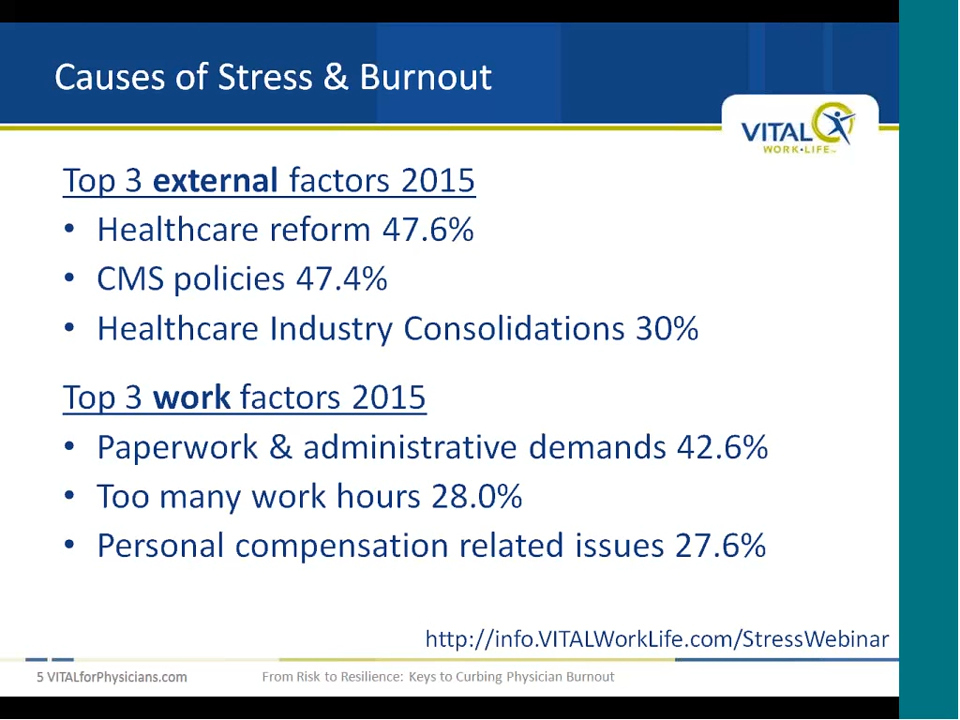 Causes of Stress & Burnout
VITAL
WORK•LIFE™
Top 3 external factors 2015
• Healthcare reform 47.6%
• CMS policies 47.4%
• Healthcare Industry Consolidations 30%
Top 3 work factors 2015
• Paperwork & administrative demands 42.6%
• Too many work hours 28.0%
• Personal compensation related issues 27.6%
http://info.VITALWorkLife.com/StressWebinar
5 VITALforPhysicians.com
From Risk to Resilience: Keys to Curbing Physician Burnout